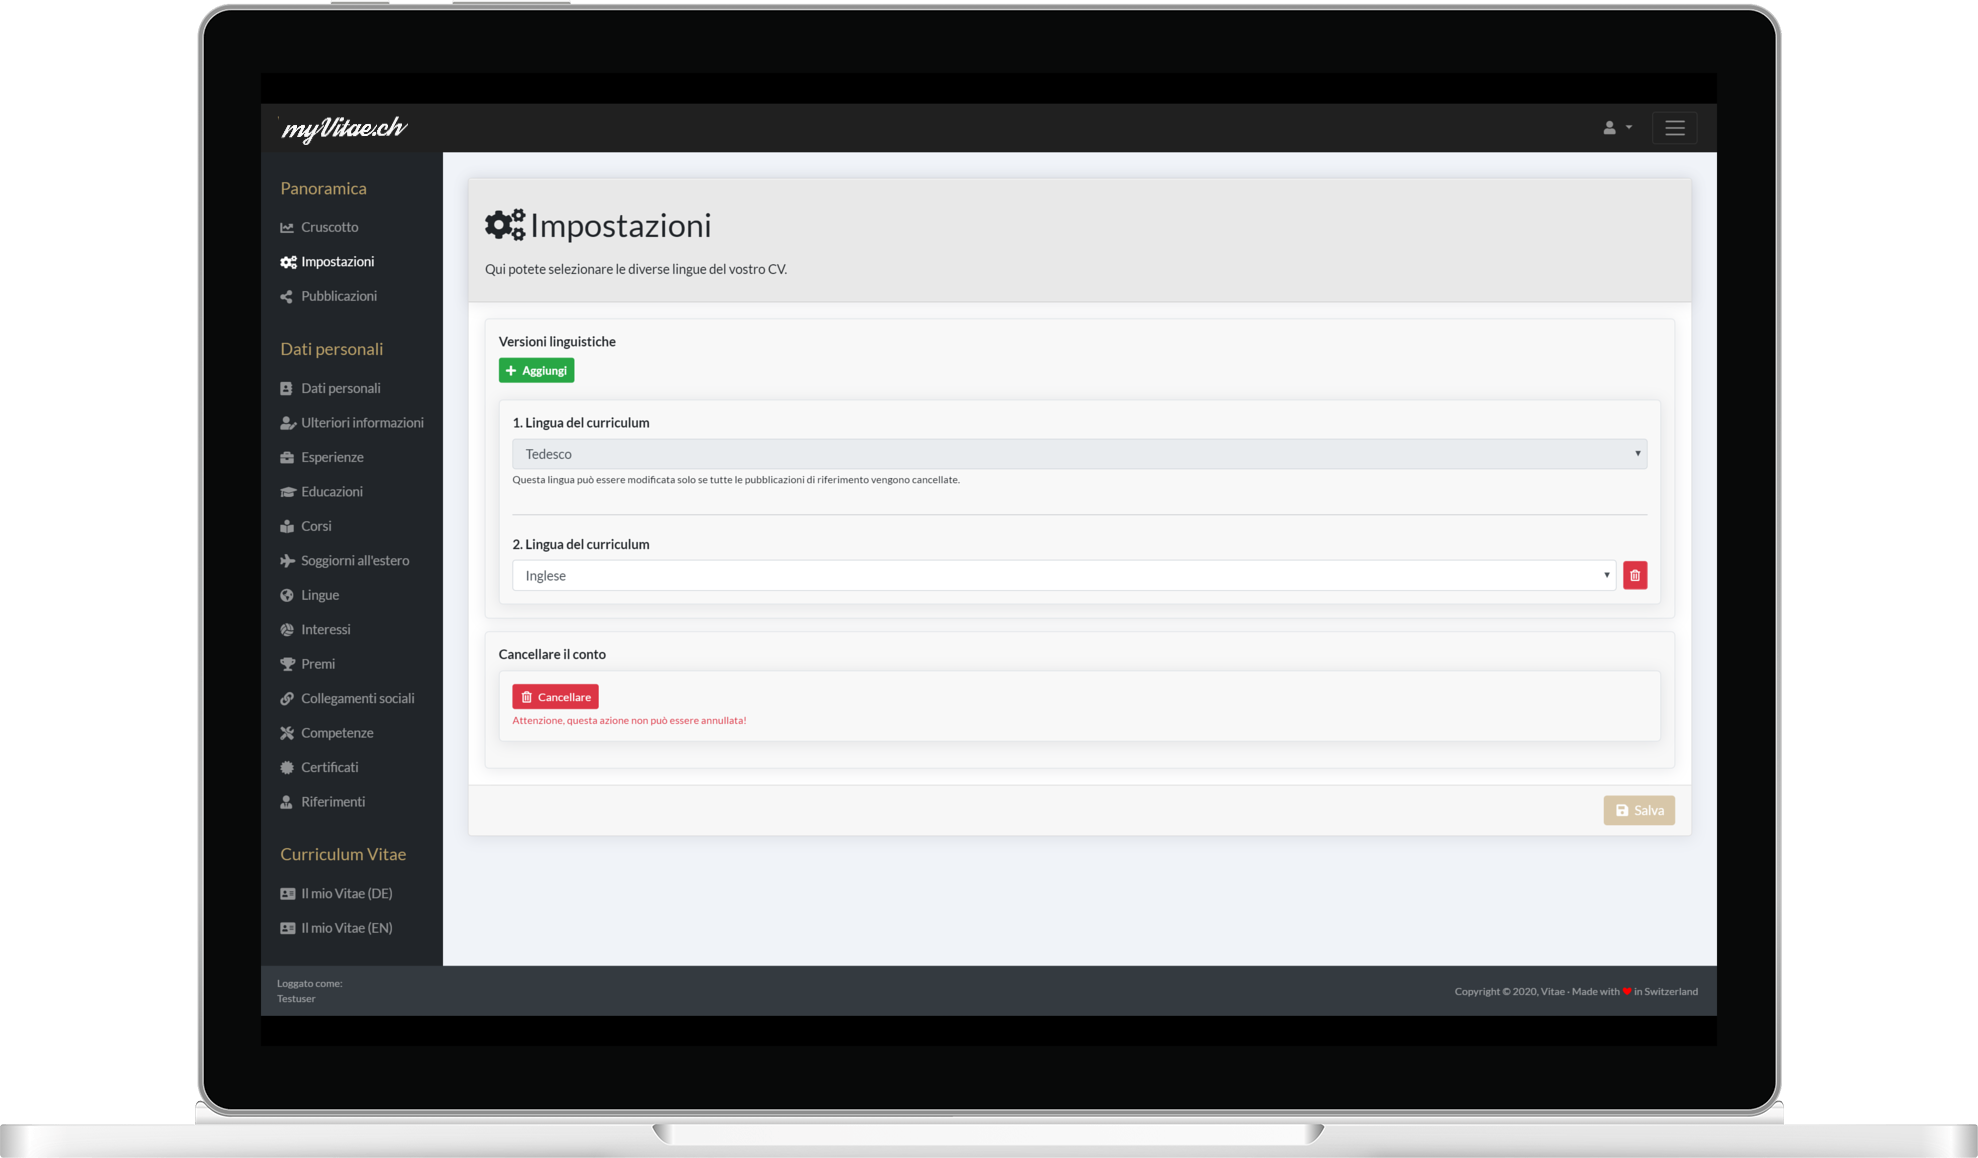 myVitae.ch
Panoramica
Cruscotto
Impostazioni
Pubblicazioni
Dati personali
Dati personali
Ulteriori informazioni
Esperienze
Educazioni
Corsi
Soggiorni all'estero
Lingue
Interessi
Premi
Collegamenti sociali
Competenze
Certificati
Riferimenti
Curriculum Vitae
Il mio Vitae (DE)
Il mio Vitae (EN)
Impostazioni
Qui potete selezionare le diverse lingue del vostro CV.
Versioni linguistiche
Aggiungi
1. Lingua del curriculum
Tedesco
Questa lingua può essere modificata solo se tutte le pubblicazioni di riferimento vengono cancellate.
2. Lingua del curriculum
Inglese
Cancellare il conto
Cancellare
Attenzione, questa azione non può essere annullata!
Salva
Loggato come:
Testuser
Copyright © 2020, Vitae · Made with ♥ in Switzerland